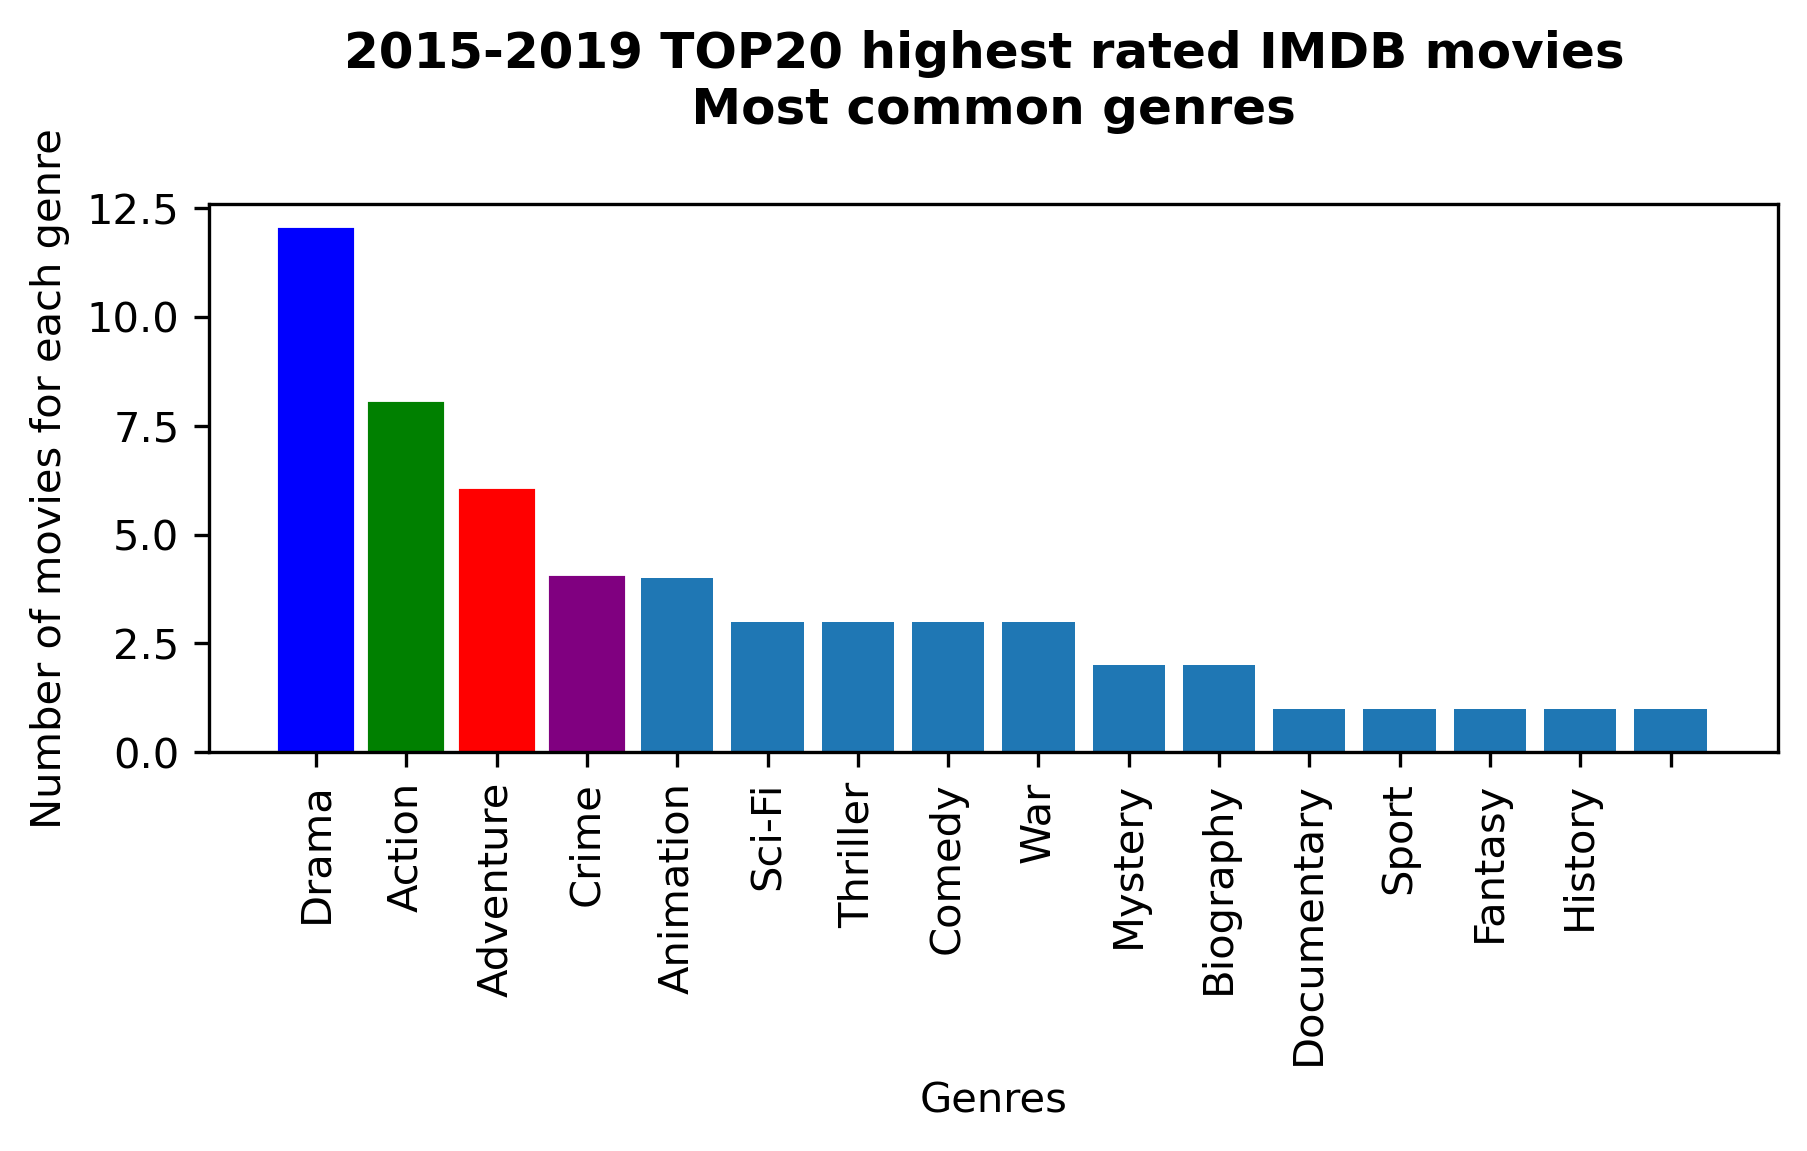 2015-2019 TOP20 highest rated IMDB movies
Most common genres
Number of movies for each genre
12.5
10.0
7.5
5.0
2.5
0.0
Drama
Action
Adventure
Crime
Animation
Sci-Fi
Thriller
Comedy
War
Mystery
Biography
Documentary
Sport
Fantasy
History
Genres